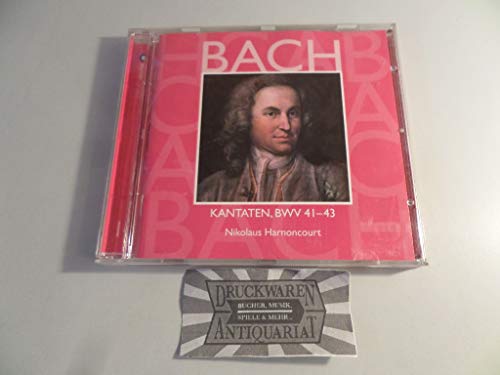 BACH
KANTATEN, BWV 41–43
Nikolaus Harnoncourt
DRUCKWAREN
BÜCHER, MUSIK,
SPIELE & MEHR...
ANTIQUARIAT